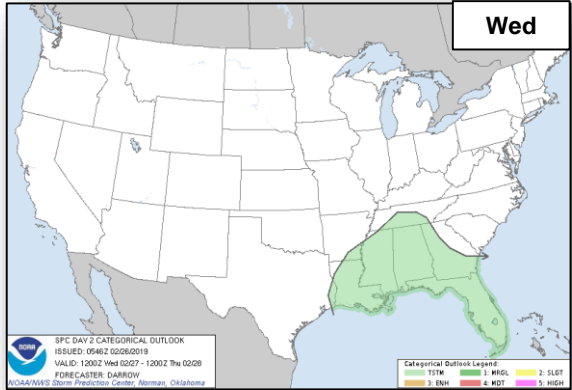 Wed
NOAA
SPC DAY 2 CATEGORICAL OUTLOOK
ISSUED: 0546Z 02/26/2019
VALID: 1200Z Wed 02/27 - 1200Z Thu 02/28
FORECASTER: DARROW
NOAA/NWS Storm Prediction Center, Norman, Oklahoma
Categorical Outlook Legend:
TSTM 1: MRGL 2: SLGT
3: ENH 4: MDT 5: HIGH